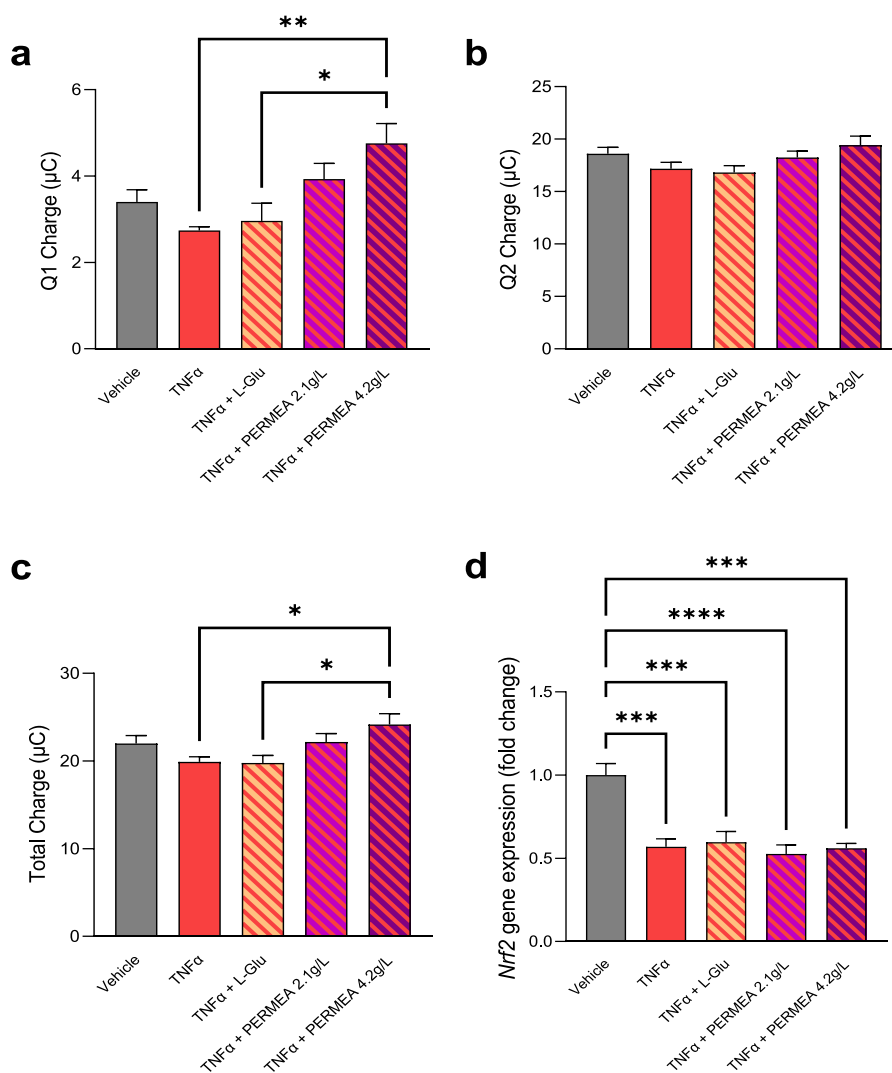 a
**
*
Q1 Charge (µC)
6
4
2
0
Vehicle
TNFα
TNFα + L-Glu
TNFα + PERMEA 2.1g/L
TNFα + PERMEA 4.2g/L
b
Q2 Charge (µC)
25
20
15
10
5
0
Vehicle
TNFα
TNFα + L-Glu
TNFα + PERMEA 2.1g/L
TNFα + PERMEA 4.2g/L
c
*
*
Total Charge (µC)
30
20
10
0
Vehicle
TNFα
TNFα + L-Glu
TNFα + PERMEA 2.1g/L
TNFα + PERMEA 4.2g/L
d
***
****
***
***
Nrf2 gene expression (fold change)
1.5
1.0
0.5
0.0
Vehicle
TNFα
TNFα + L-Glu
TNFα + PERMEA 2.1g/L
TNFα + PERMEA 4.2g/L